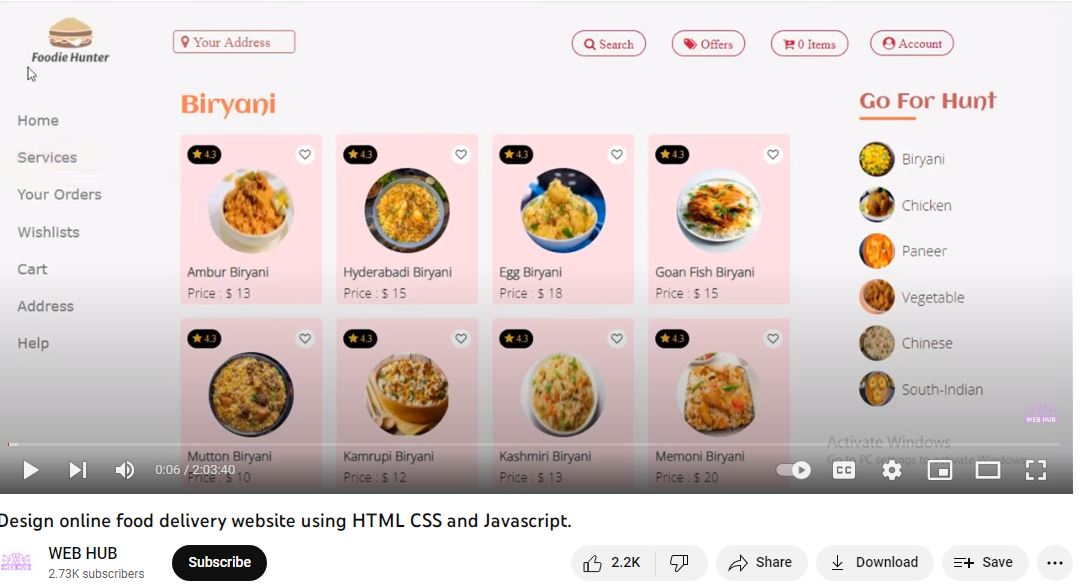 Foodie Hunter
Your Address
Search
Offers
0 Items
Account
Home
Services
Your Orders
Wishlists
Cart
Address
Help
Biryani
4.3
4.3
4.3
4.3
Ambur Biryani
Hyderabadi Biryani
Egg Biryani
Goan Fish Biryani
Price : $ 13
Price : $ 15
Price : $ 18
Price : $ 15
4.3
4.3
4.3
4.3
Mutton Biryani
Kamrupi Biryani
Kashmiri Biryani
Memoni Biryani
Price : $ 10
Price : $ 12
Price : $ 13
Price : $ 20
Go For Hunt
Biryani
Chicken
Paneer
Vegetable
Chinese
South-Indian
WEB HUB
Activate Windows
Go to PC settings to activate Windows.
0:06 / 2:03:40
CC
Design online food delivery website using HTML CSS and Javascript.
WEB HUB
2.73K subscribers
Subscribe
2.2K
Share
Download
Save